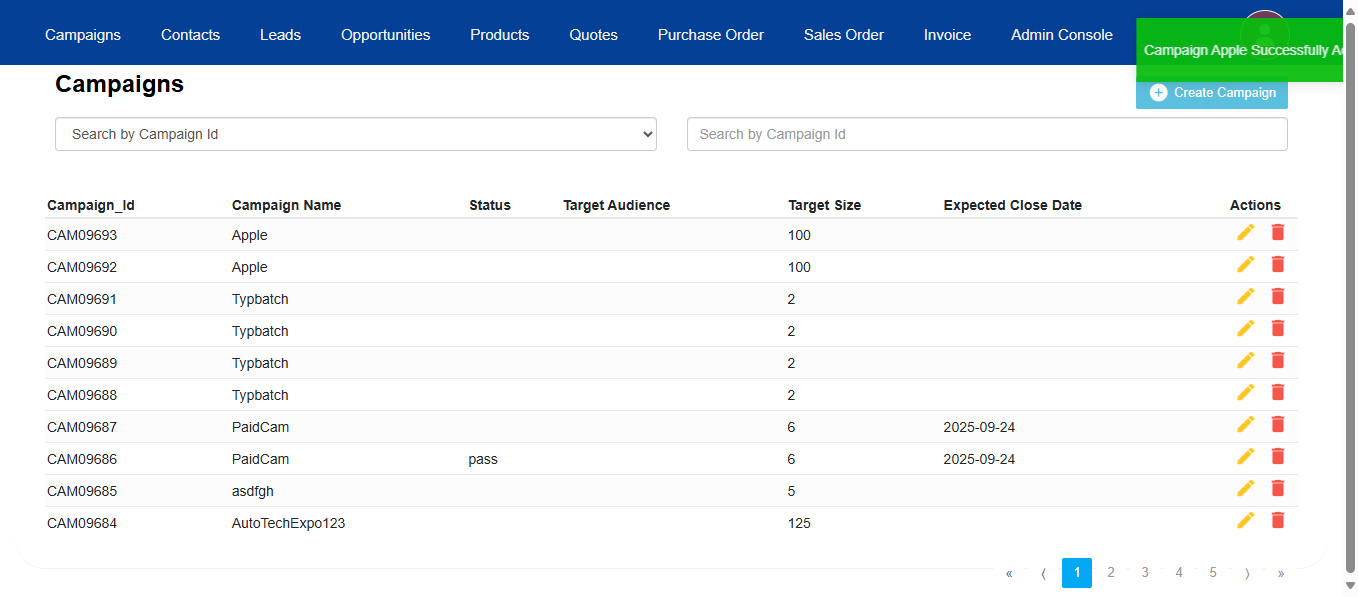 Campaigns Contacts Leads Opportunities Products Quotes Purchase Order Sales Order Invoice Admin Console
Campaign Apple Successfully
Campaigns
Create Campaign
Search by Campaign Id
Search by Campaign Id
Campaign_Id Campaign Name Status Target Audience Target Size Expected Close Date Actions
CAM09693 Apple 100
CAM09692 Apple 100
CAM09691 Typbatch 2
CAM09690 Typbatch 2
CAM09689 Typbatch 2
CAM09688 Typbatch 2
CAM09687 PaidCam 6 2025-09-24
CAM09686 PaidCam pass 6 2025-09-24
CAM09685 asdfgh 5
CAM09684 AutoTechExpo123 125
« ⟨ 1 2 3 4 5 ⟩ »